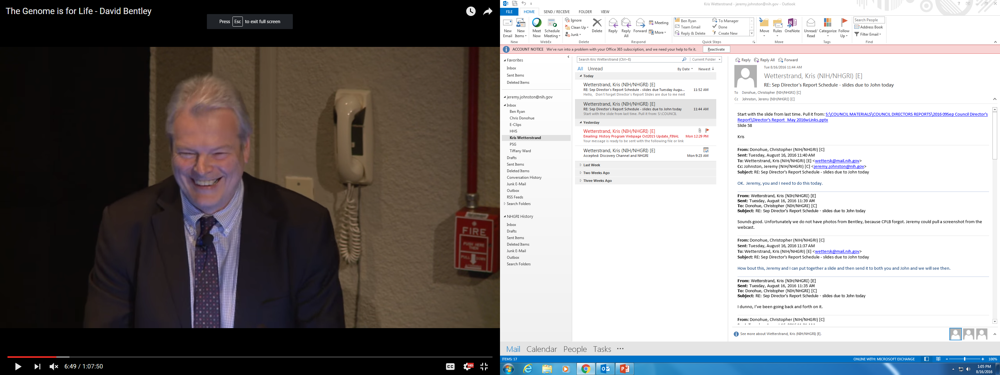 The Genome is for Life - David Bentley
Press Esc to exit full screen
FIRE
PUSH HERE
THEN
PULL DOWN
6:49 / 1:07:50
CC
HD
Kris Wetterstrand - jeremy.johnston@nih.gov - Outlook
FILE HOME SEND / RECEIVE FOLDER VIEW
New Email
New Items
New
Meet Now
Schedule Meeting
WebEx
Ignore
Clean Up
Junk
Delete
Delete
Reply
Reply All
Forward
Meeting
More
Respond
Ben Ryan
Team Email
Reply & Delete
To Manager
Done
Create New
Quick Steps
Move
Rules
OneNote
Move
Unread/ Read
Categorize
Follow Up
Tags
Search People
Address Book
Filter Email
Find
ACCOUNT NOTICE We've run into a problem with your Office 365 subscription, and we need your help to fix it. Reactivate
Favorites
Inbox
Sent Items
Deleted Items
jeremy.johnston@nih.gov
Inbox
Ben Ryan
Chris Donohue
E-Clips
HHS
Kris Wetterstrand
PSG
Tiffany Ward
Drafts
Sent Items
Deleted Items
Conversation History
Junk E-Mail
Outbox
RSS Feeds
Search Folders
NHGRI History
Inbox
Drafts
Sent Items
Deleted Items
Junk E-Mail
Outbox
Search Folders
Search Kris Wetterstrand (Ctrl+E) Current Folder
All Unread By Date Newest
Today
Wetterstrand, Kris (NIH/NHGRI) [E]
RE: Sep Director's Report Schedule - slides due Tuesday Augu... 11:52 AM
Hello, Don't forget Director's Report Slides are due to me next
Wetterstrand, Kris (NIH/NHGRI) [E]
RE: Sep Director's Report Schedule - slides due to John today 11:44 AM
Start with the slide from last time. Pull it from: S:\COUNCIL
Yesterday
Wetterstrand, Kris (NIH/NHGRI) [E]
Emailing: History Program Webpage Oct2015 Update_FINAL Mon 12:29 PM
Your message is ready to be sent with the following file or link
Wetterstrand, Kris (NIH/NHGRI) [E]
Accepted: Discovery Channel and NHGRI Mon 9:23 AM
Last Week
Two Weeks Ago
Three Weeks Ago
Reply Reply All Forward
Tue 8/16/2016 11:44 AM
Wetterstrand, Kris (NIH/NHGRI) [E]
RE: Sep Director's Report Schedule - slides due to John today
To Donohue, Christopher (NIH/NHGRI) [C]
Cc Johnston, Jeremy (NIH/NHGRI) [C]
Start with the slide from last time. Pull it from: S:\COUNCIL MATERIALS\COUNCIL DIRECTORS REPORTS\2016 09Sep Council Director's
Report\Director's Report_May 2016wLinks.pptx
Slide 58
Kris
From: Donohue, Christopher (NIH/NHGRI) [C]
Sent: Tuesday, August 16, 2016 11:40 AM
To: Wetterstrand, Kris (NIH/NHGRI) [E] <wettersk@mail.nih.gov>
Cc: Johnston, Jeremy (NIH/NHGRI) [C] <jeremy.johnston@nih.gov>
Subject: RE: Sep Director's Report Schedule - slides due to John today
OK. Jeremy, you and I need to do this today.
From: Wetterstrand, Kris (NIH/NHGRI) [E]
Sent: Tuesday, August 16, 2016 11:39 AM
To: Donohue, Christopher (NIH/NHGRI) [C]
Subject: RE: Sep Director's Report Schedule - slides due to John today
Sounds good. Unfortunately we do not have photos from Bentley, because CPLB forgot. Jeremy could pull a screenshot from the
webcast.
From: Donohue, Christopher (NIH/NHGRI) [C]
Sent: Tuesday, August 16, 2016 11:37 AM
To: Wetterstrand, Kris (NIH/NHGRI) [E] <wettersk@mail.nih.gov>
Subject: RE: Sep Director's Report Schedule - slides due to John today
How bout this, Jeremy and I can put together a slide and then send it to both you and John and we will see then.
From: Wetterstrand, Kris (NIH/NHGRI) [E]
Sent: Tuesday, August 16, 2016 11:35 AM
To: Donohue, Christopher (NIH/NHGRI) [C]
Subject: RE: Sep Director's Report Schedule - slides due to John today
I dunno, I've been going back and forth on it.
From: Donohue, Christopher (NIH/NHGRI) [C]
See more about Wetterstrand, Kris (NIH/NHGRI) [E].
Mail Calendar People Tasks
ITEMS: 17 ONLINE WITH: MICROSOFT EXCHANGE 100%
1:05 PM
8/16/2016